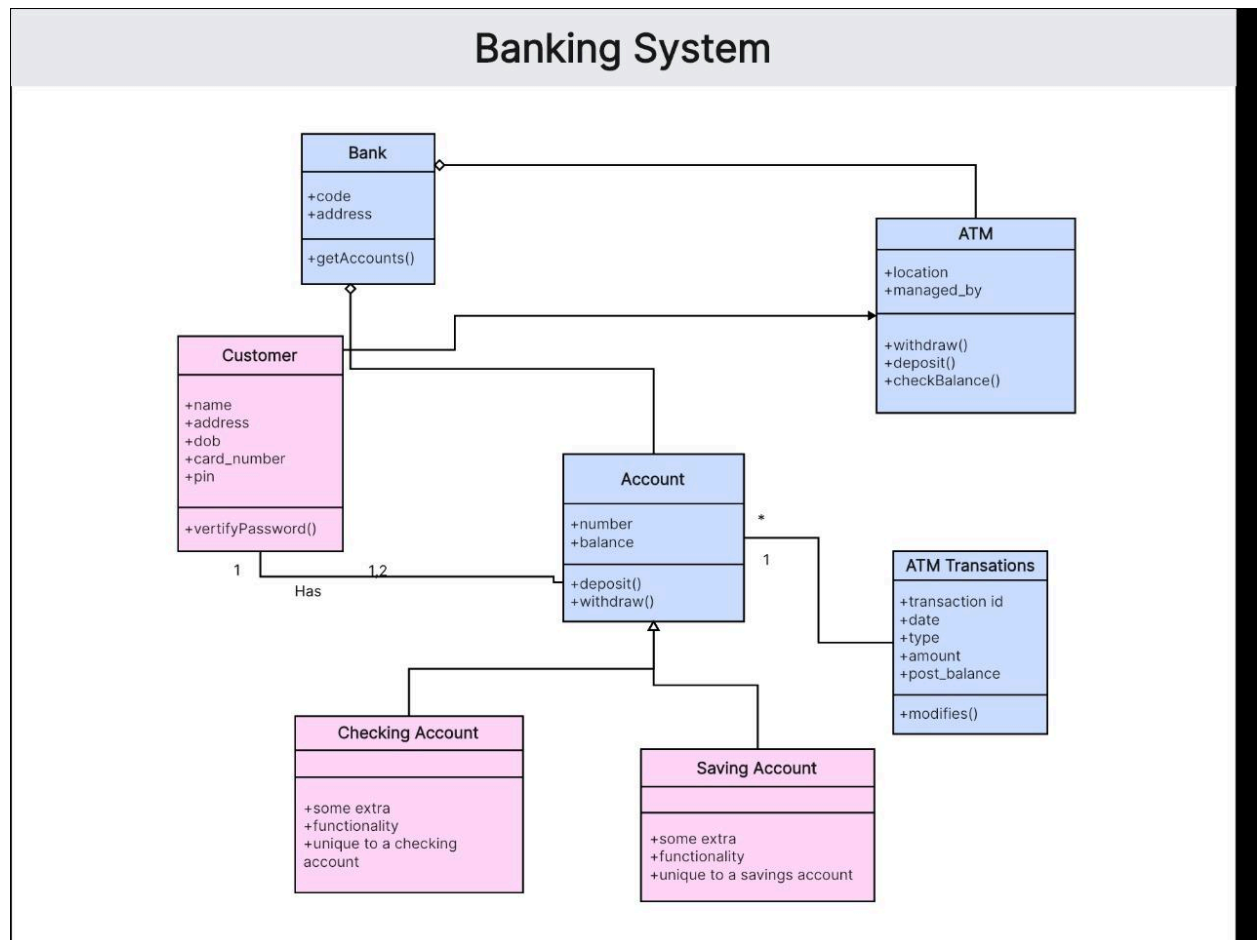 Banking System
Bank
+code
+address
+getAccounts()
ATM
+location
+managed_by
+withdraw()
+deposit()
+checkBalance()
Customer
+name
+address
+dob
+card_number
+pin
+vertifyPassword()
1
1,2
Has
Account
+number
+balance
+deposit()
+withdraw()
*
1
ATM Transations
+transaction id
+date
+type
+amount
+post_balance
+modifies()
Checking Account
+some extra
+functionality
+unique to a checking
account
Saving Account
+some extra
+functionality
+unique to a savings account